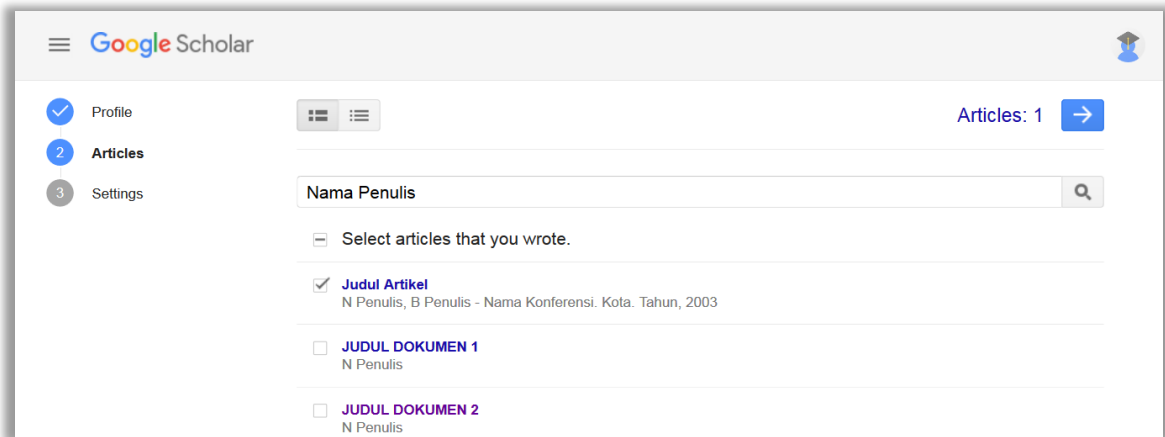 Google Scholar
Profile
2 Articles
3 Settings
Articles: 1
Nama Penulis
Select articles that you wrote.
Judul Artikel
N Penulis, B Penulis - Nama Konferensi. Kota. Tahun, 2003
JUDUL DOKUMEN 1
N Penulis
JUDUL DOKUMEN 2
N Penulis